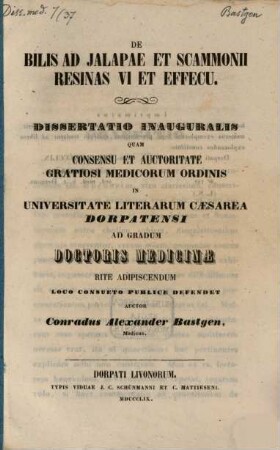 Diss. med. 7/(37
Bastgen
DE
BILIS AD JALAPAE ET SCAMMONII
RESINAS VI ET EFFECU.
DISSERTATIO INAUGURALIS
QUAM
CONSENSU ET AUCTORITATE
GRATIOSI MEDICORUM ORDINIS
IN
UNIVERSITATE LITERARUM CÆSAREA
DORPATENSI
AD GRADUM
DOCTORIS MEDICINÆ
RITE ADIPISCENDUM
LOCO CONSUETO PUBLICE DEFENDET
AUCTOR
Conradus Alexander Bastgen,
Medicus.
DORPATI LIVONORUM.
TYPIS VIDUAE J. C. SCHÜNMANNI ET C. MATTIESENI.
MDCCCLIX.